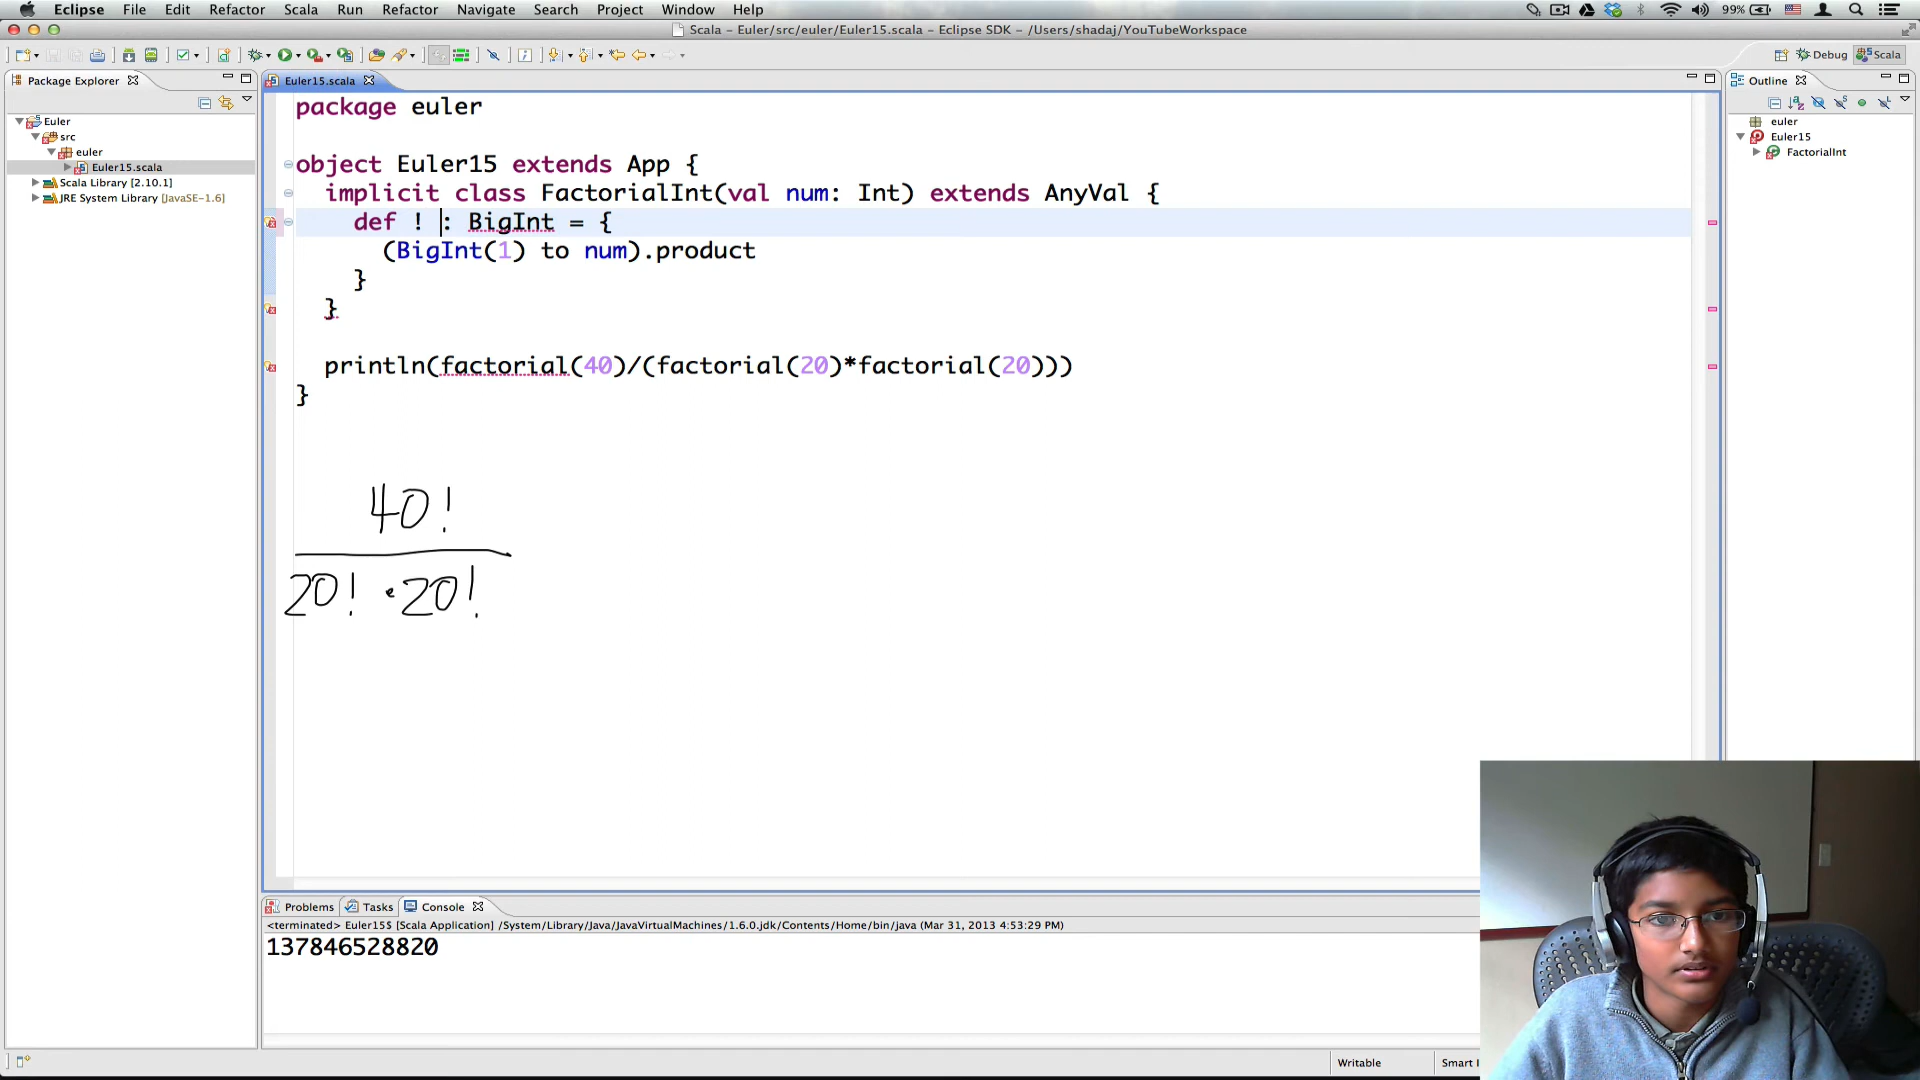 Eclipse File Edit Refactor Scala Run Refactor Navigate Search Project Window Help 99%
Scala – Euler/src/euler/Euler15.scala – Eclipse SDK – /Users/shadaj/YouTubeWorkspace
Debug Scala
Package Explorer
Euler
src
euler
Euler15.scala
Scala Library [2.10.1]
JRE System Library [JavaSE-1.6]
Euler15.scala
package euler
object Euler15 extends App {
implicit class FactorialInt(val num: Int) extends AnyVal {
def ! : BigInt = {
(BigInt(1) to num).product
}
}
println(factorial(40)/(factorial(20)*factorial(20)))
}
40!
20! · 20!
Outline
euler
Euler15
FactorialInt
Problems Tasks Console
<terminated> Euler15$ [Scala Application] /System/Library/Java/JavaVirtualMachines/1.6.0.jdk/Contents/Home/bin/java (Mar 31, 2013 4:53:29 PM)
137846528820
Writable Smart I